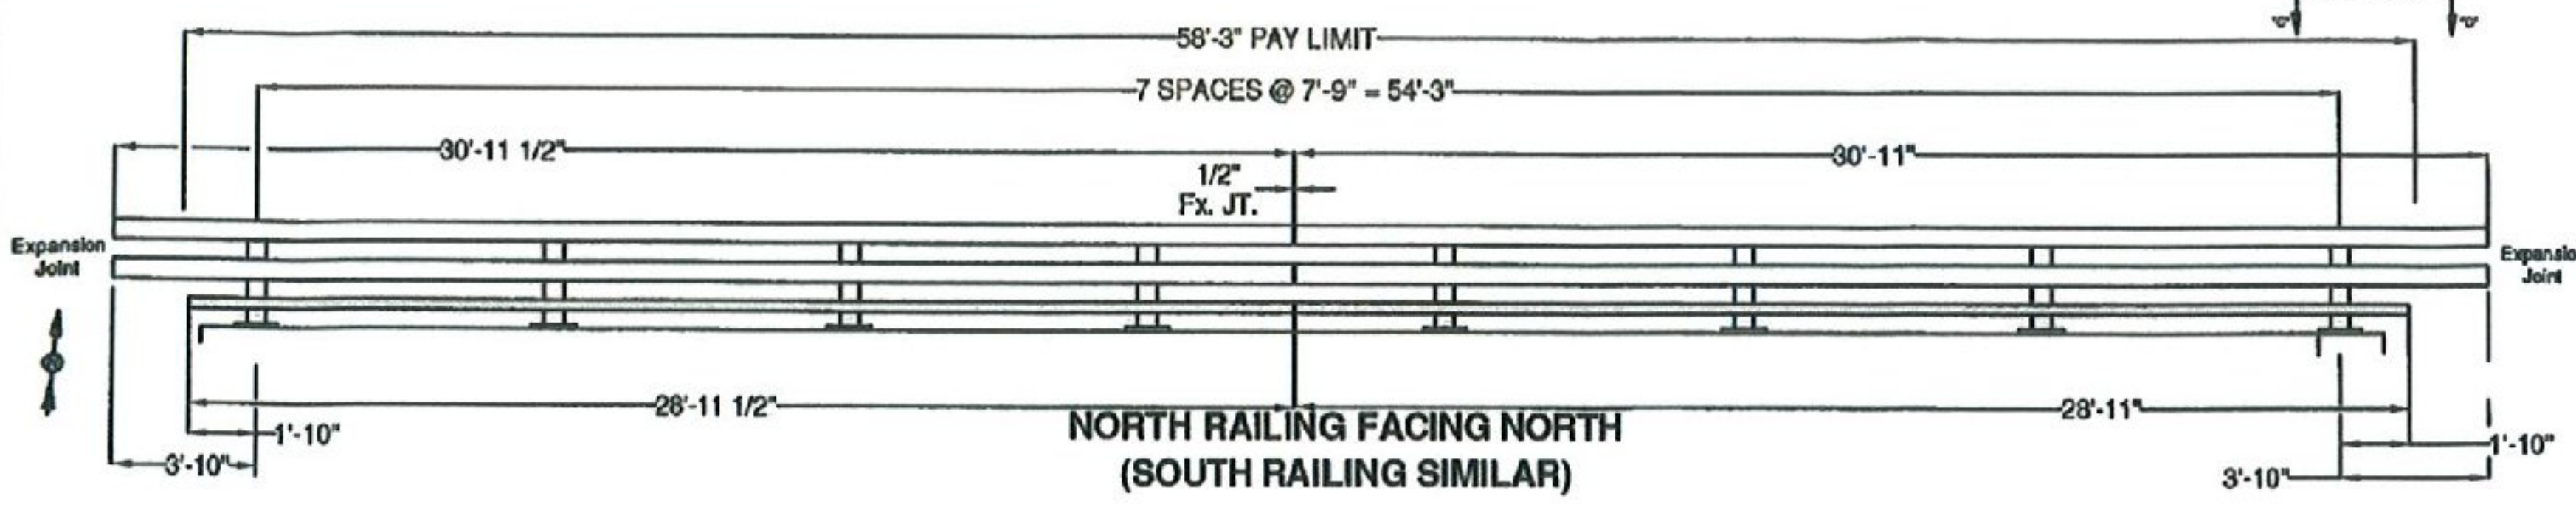 "C" "D"
58'-3" PAY LIMIT
7 SPACES @ 7'-9" = 54'-3"
30'-11 1/2"
30'-11"
1/2"
Fx. JT.
Expansion
Joint
Expansio
Joint
28'-11 1/2"
28'-11"
1'-10"
1'-10"
3'-10"
3'-10"
NORTH RAILING FACING NORTH
(SOUTH RAILING SIMILAR)